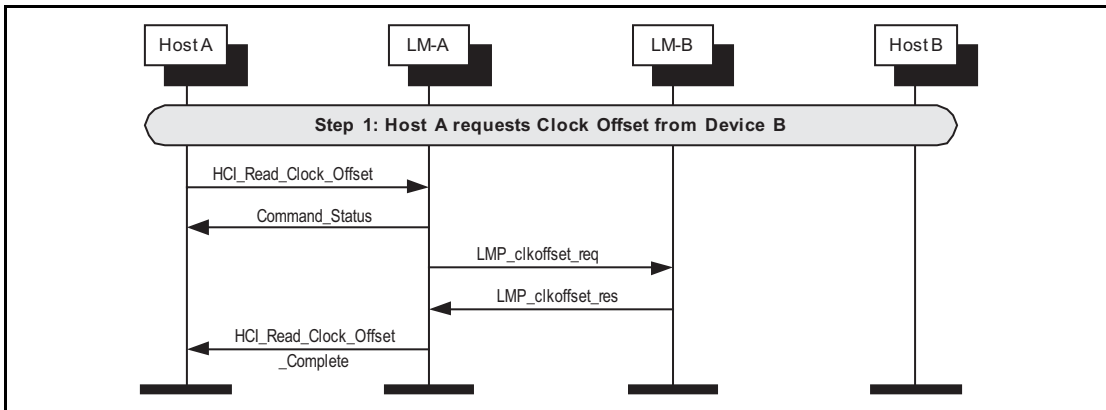 Host A
LM-A
LM-B
Host B
Step 1: Host A requests Clock Offset from Device B
HCI_Read_Clock_Offset
Command_Status
LMP_clkoffset_req
LMP_clkoffset_res
HCI_Read_Clock_Offset
_Complete